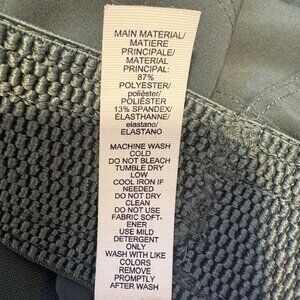 MAIN MATERIAL/
MATIERE
PRINCIPALE/
MATERIAL
PRINCIPAL:
87%
POLYESTER/
poliéster/
POLIÉSTER
13% SPANDEX/
ÉLASTHANNE/
elastano/
ELASTANO
MACHINE WASH
COLD
DO NOT BLEACH
TUMBLE DRY
LOW
COOL IRON IF
NEEDED
DO NOT DRY
CLEAN
DO NOT USE
FABRIC SOFT-
ENER
USE MILD
DETERGENT
ONLY
WASH WITH LIKE
COLORS
REMOVE
PROMPTLY
AFTER WASH